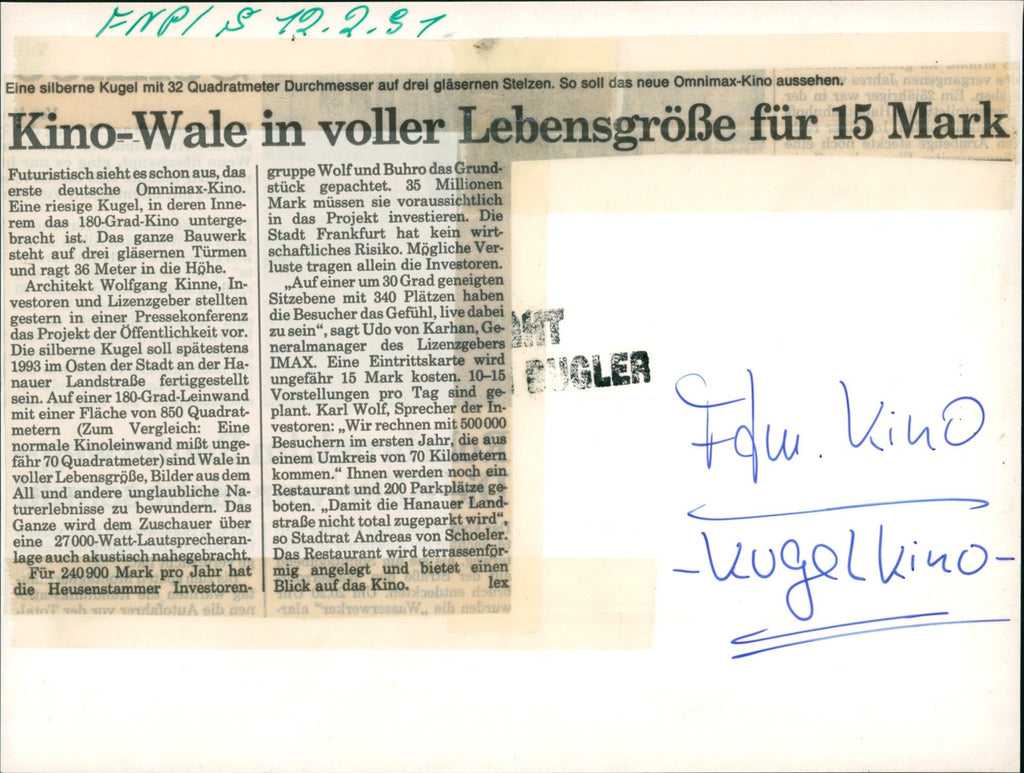 FNP/S 12.2.91
Eine silberne Kugel mit 32 Quadratmeter Durchmesser auf drei gläsernen Stelzen. So soll das neue Omnimax-Kino aussehen.
Kino-Wale in voller Lebensgröße für 15 Mark
Futuristisch sieht es schon aus, das
erste deutsche Omnimax-Kino.
Eine riesige Kugel, in deren Inne-
rem das 180-Grad-Kino unterge-
bracht ist. Das ganze Bauwerk
steht auf drei gläsernen Türmen
und ragt 36 Meter in die Höhe.
Architekt Wolfgang Kinne, In-
vestoren und Lizenzgeber stellten
gestern in einer Pressekonferenz
das Projekt der Öffentlichkeit vor.
Die silberne Kugel soll spätestens
1993 im Osten der Stadt an der Ha-
nauer Landstraße fertiggestellt
sein. Auf einer 180-Grad-Leinwand
mit einer Fläche von 850 Quadrat-
metern (Zum Vergleich: Eine
normale Kinoleinwand mißt unge-
fähr 70 Quadratmeter) sind Wale in
voller Lebensgröße, Bilder aus dem
All und andere unglaubliche Na-
turerlebnisse zu bewundern. Das
Ganze wird dem Zuschauer über
eine 27000-Watt-Lautsprecheran-
lage auch akustisch nahegebracht.
Für 240900 Mark pro Jahr hat
die Heusenstammer Investoren-
gruppe Wolf und Buhro das Grund-
stück gepachtet. 35 Millionen
Mark müssen sie voraussichtlich
in das Projekt investieren. Die
Stadt Frankfurt hat kein wirt-
schaftliches Risiko. Mögliche Ver-
luste tragen allein die Investoren.
„Auf einer um 30 Grad geneigten
Sitzebene mit 340 Plätzen haben
die Besucher das Gefühl, live dabei
zu sein“, sagt Udo von Karhan, Ge-
neralmanager des Lizenzgebers
IMAX. Eine Eintrittskarte wird
ungefähr 15 Mark kosten. 10–15
Vorstellungen pro Tag sind ge-
plant. Karl Wolf, Sprecher der In-
vestoren: „Wir rechnen mit 500000
Besuchern im ersten Jahr, die aus
einem Umkreis von 70 Kilometern
kommen.“ Ihnen werden noch ein
Restaurant und 200 Parkplätze ge-
boten. „Damit die Hanauer Land-
straße nicht total zugeparkt wird“,
so Stadtrat Andreas von Schoeler.
Das Restaurant wird terrassenför-
mig angelegt und bietet einen
Blick auf das Kino. lex
BUGLER
Ffm. Kino
-Kugelkino-